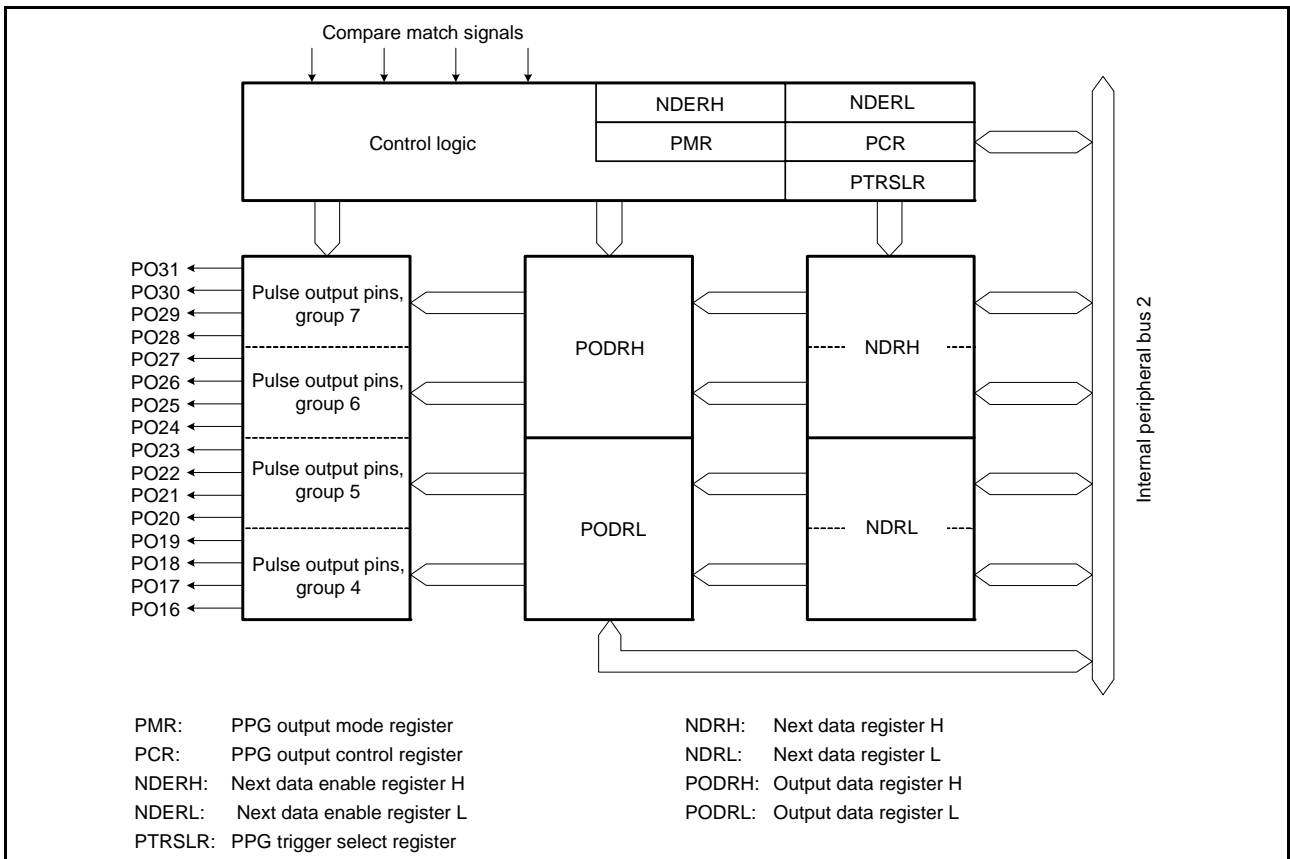 Compare match signals
NDERH
NDERL
Control logic
PMR
PCR
PTRSLR
PO31
PO30
PO29
PO28
PO27
PO26
PO25
PO24
PO23
PO22
PO21
PO20
PO19
PO18
PO17
PO16
Pulse output pins,
group 7
Pulse output pins,
group 6
Pulse output pins,
group 5
Pulse output pins,
group 4
PODRH
PODRL
NDRH
NDRL
Internal peripheral bus 2
PMR: PPG output mode register
PCR: PPG output control register
NDERH: Next data enable register H
NDERL: Next data enable register L
PTRSLR: PPG trigger select register
NDRH: Next data register H
NDRL: Next data register L
PODRH: Output data register H
PODRL: Output data register L